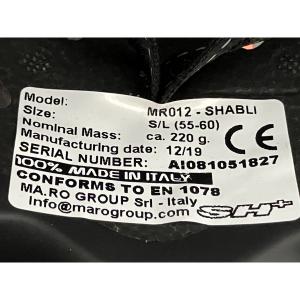 Model: MR012 - SHABLI
Size: S/L (55-60)
Nominal Mass: ca. 220 g.
Manufacturing date: 12/19
SERIAL NUMBER: AI081051827
100% MADE IN ITALY
CONFORMS TO EN 1078
MA.RO GROUP Srl - Italy
info@marogroup.com
CE
SH+